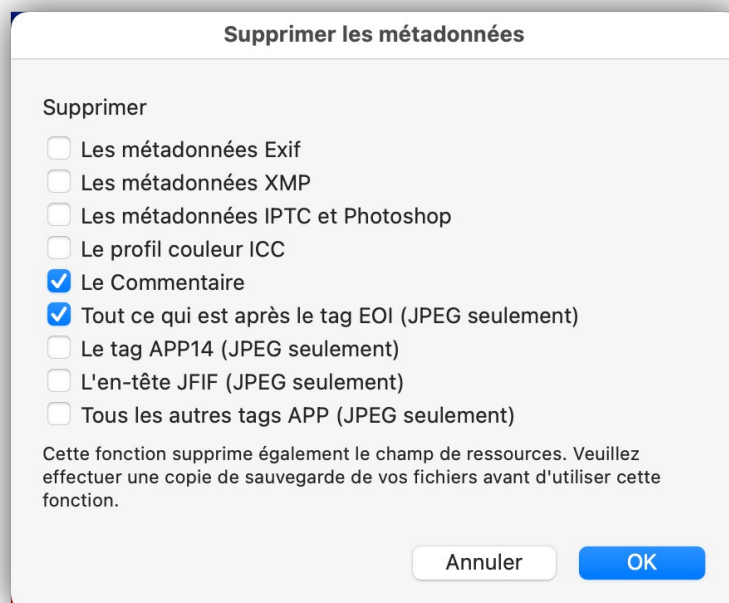 Supprimer les métadonnées
Supprimer
Les métadonnées Exif
Les métadonnées XMP
Les métadonnées IPTC et Photoshop
Le profil couleur ICC
Le Commentaire
Tout ce qui est après le tag EOI (JPEG seulement)
Le tag APP14 (JPEG seulement)
L'en-tête JFIF (JPEG seulement)
Tous les autres tags APP (JPEG seulement)
Cette fonction supprime également le champ de ressources. Veuillez
effectuer une copie de sauvegarde de vos fichiers avant d'utiliser cette
fonction.
Annuler OK